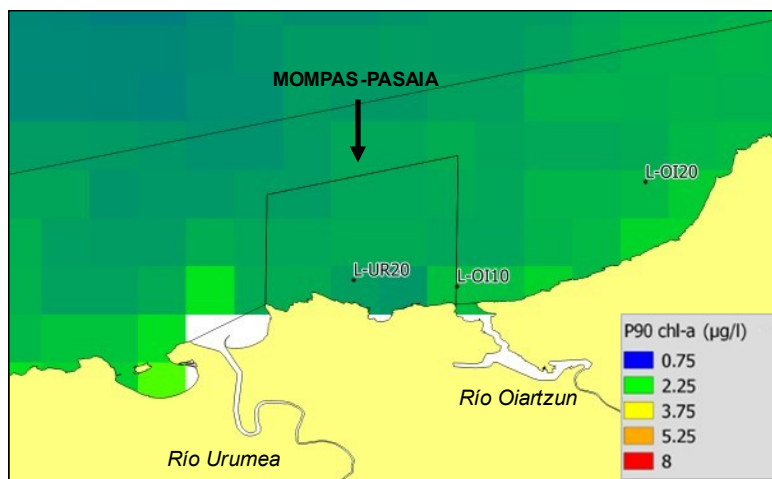 MOMPAS-PASAIA
L-OI20
L-UR20
L-OI10
P90 chl-a (µg/l)
0.75
2.25
3.75
5.25
8
Río Oiartzun
Río Urumea